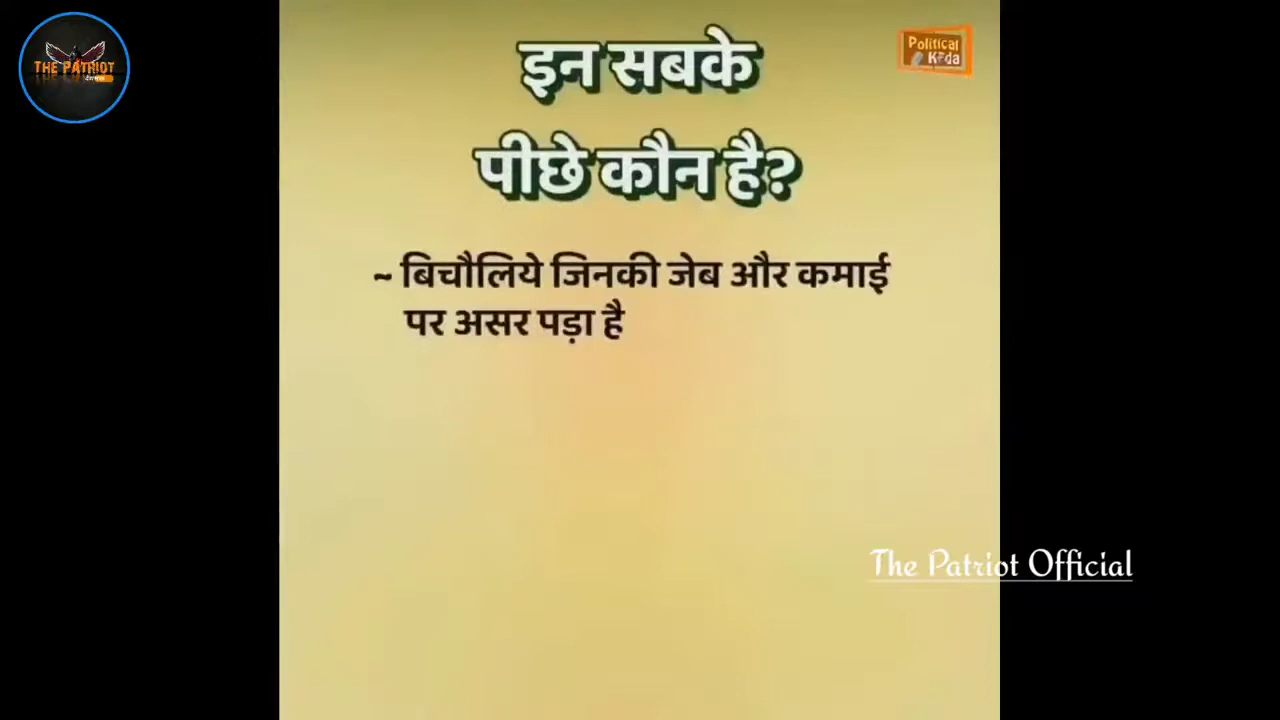 इन सबके
पीछे कौन है?
~ बिचौलिये जिनकी जेब और कमाई
पर असर पड़ा है
Political
THE PATRIOT
The Patriot Official